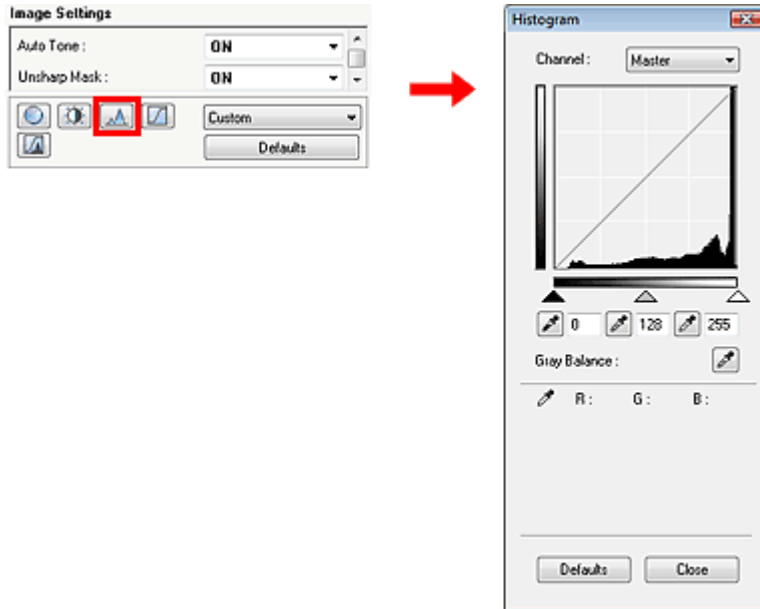 Image Settings
Auto Tone : ON
Unsharp Mask : ON
Custom
Defaults
Histogram
Channel : Master
0 128 255
Gray Balance :
R : G : B :
Defaults Close